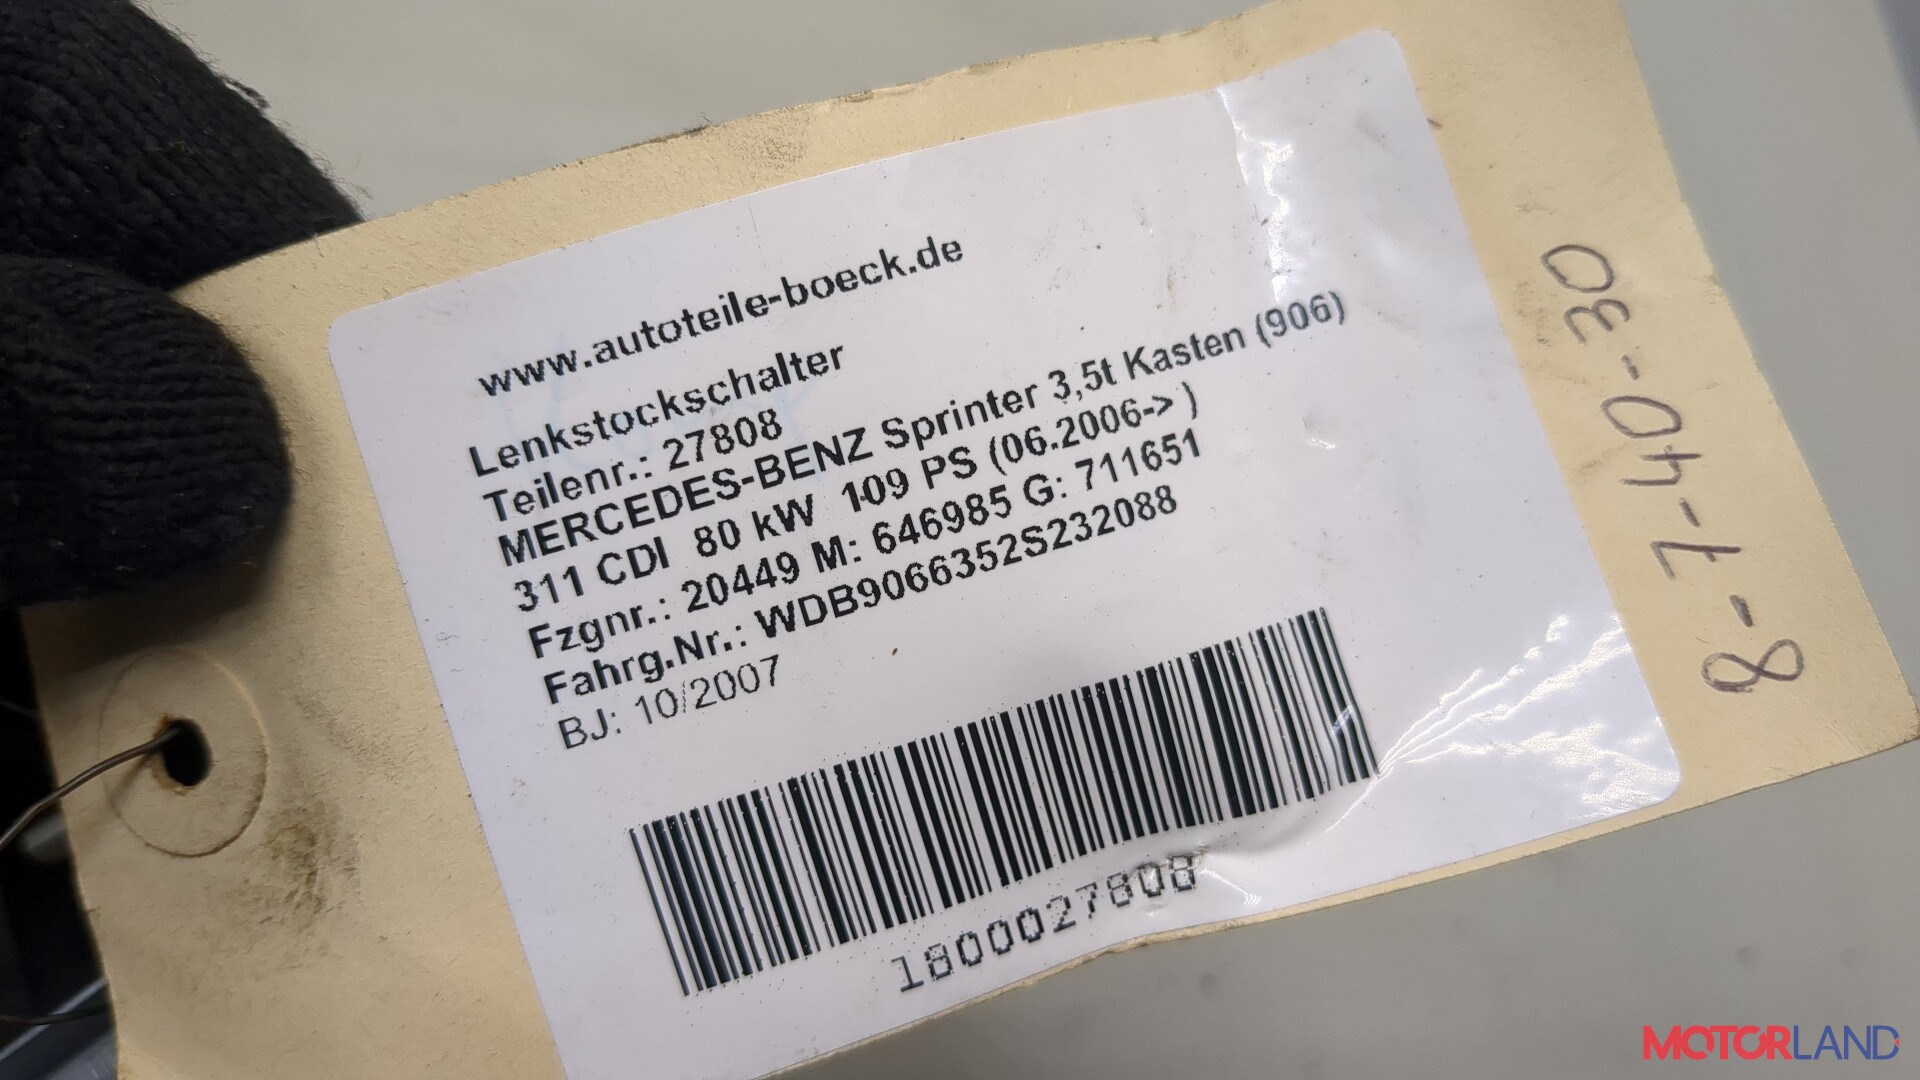 www.autoteile-boeck.de
Lenkstockschalter
Teilenr.: 27808
MERCEDES-BENZ Sprinter 3,5t Kasten (906)
311 CDI 80 kW 109 PS (06.2006-> )
Fzgnr.: 20449 M: 646985 G: 711651
Fahrg.Nr.: WDB9066352S232088
BJ: 10/2007
1800027808
8-7-40-30
MOTORLAND